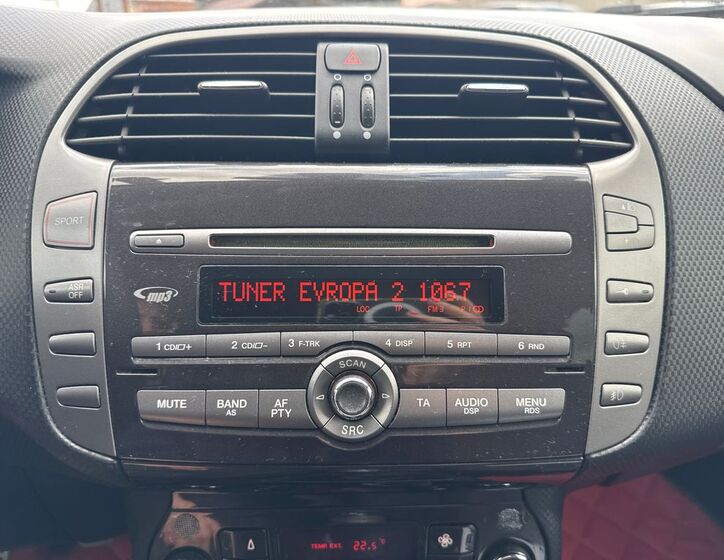 SPORT
ASR OFF
mp3
TUNER EVROPA 2 1067
LOC TP FM3
1 CD+ 2 CD- 3 F-TRK 4 DISP 5 RPT 6 RND
SCAN
MUTE BAND AS AF PTY TA AUDIO DSP MENU RDS
SRC
TEMP. EXT. 22.5°C